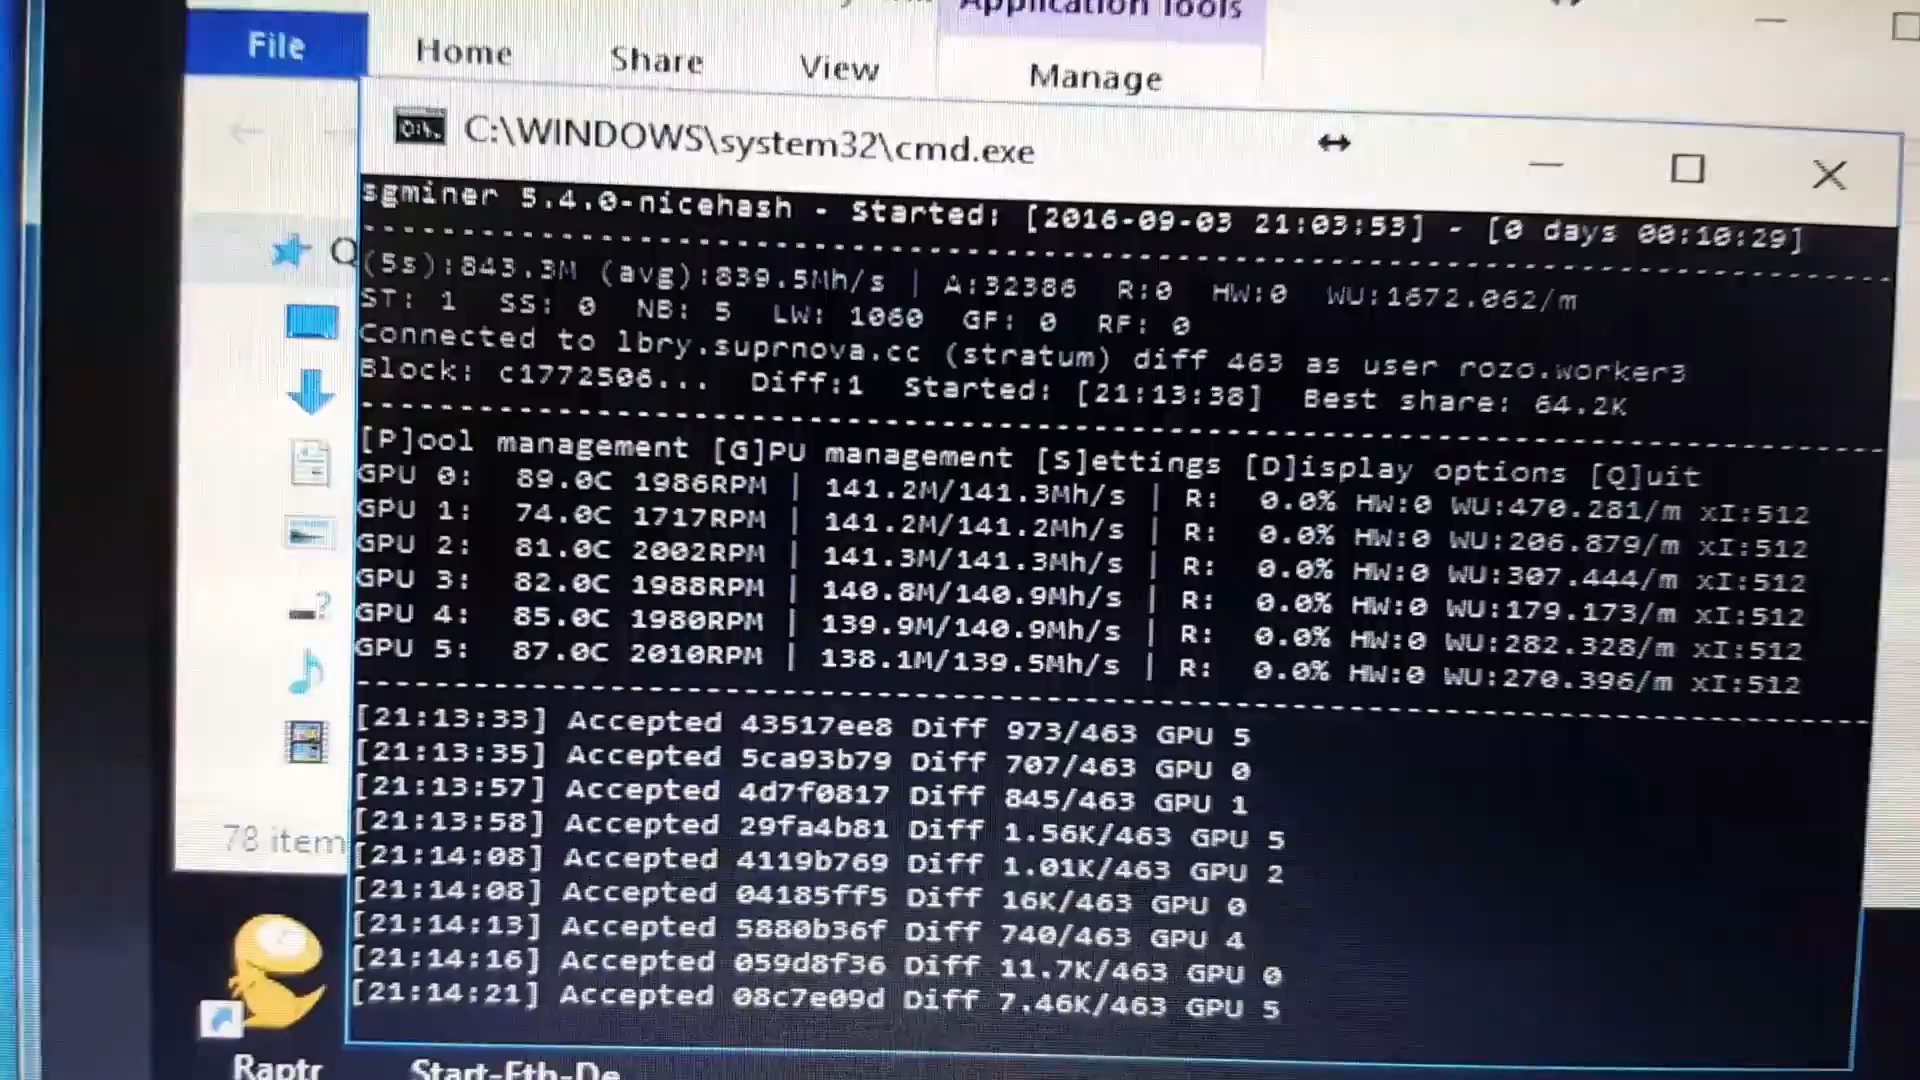 Application Tools
File Home Share View Manage
C:\WINDOWS\system32\cmd.exe
sgminer 5.4.0-nicehash - Started: [2016-09-03 21:03:53] - [0 days 00:10:29]
(5s):843.3M (avg):839.5Mh/s | A:32386 R:0 HW:0 WU:1672.062/m
ST: 1 SS: 0 NB: 5 LW: 1060 GF: 0 RF: 0
Connected to lbry.suprnova.cc (stratum) diff 463 as user rozo.worker3
Block: c1772506... Diff:1 Started: [21:13:38] Best share: 64.2K
[P]ool management [G]PU management [S]ettings [D]isplay options [Q]uit
GPU 0: 89.0C 1986RPM | 141.2M/141.3Mh/s | R: 0.0% HW:0 WU:470.281/m xI:512
GPU 1: 74.0C 1717RPM | 141.2M/141.2Mh/s | R: 0.0% HW:0 WU:206.879/m xI:512
GPU 2: 81.0C 2002RPM | 141.3M/141.3Mh/s | R: 0.0% HW:0 WU:307.444/m xI:512
GPU 3: 82.0C 1988RPM | 140.8M/140.9Mh/s | R: 0.0% HW:0 WU:179.173/m xI:512
GPU 4: 85.0C 1980RPM | 139.9M/140.9Mh/s | R: 0.0% HW:0 WU:282.328/m xI:512
GPU 5: 87.0C 2010RPM | 138.1M/139.5Mh/s | R: 0.0% HW:0 WU:270.396/m xI:512
[21:13:33] Accepted 43517ee8 Diff 973/463 GPU 5
[21:13:35] Accepted 5ca93b79 Diff 707/463 GPU 0
[21:13:57] Accepted 4d7f0817 Diff 845/463 GPU 1
[21:13:58] Accepted 29fa4b81 Diff 1.56K/463 GPU 5
[21:14:08] Accepted 4119b769 Diff 1.01K/463 GPU 2
[21:14:08] Accepted 04185ff5 Diff 16K/463 GPU 0
[21:14:13] Accepted 5880b36f Diff 740/463 GPU 4
[21:14:16] Accepted 059d8f36 Diff 11.7K/463 GPU 0
[21:14:21] Accepted 08c7e09d Diff 7.46K/463 GPU 5
Q
78 item
Raptr
Start-Eth-De